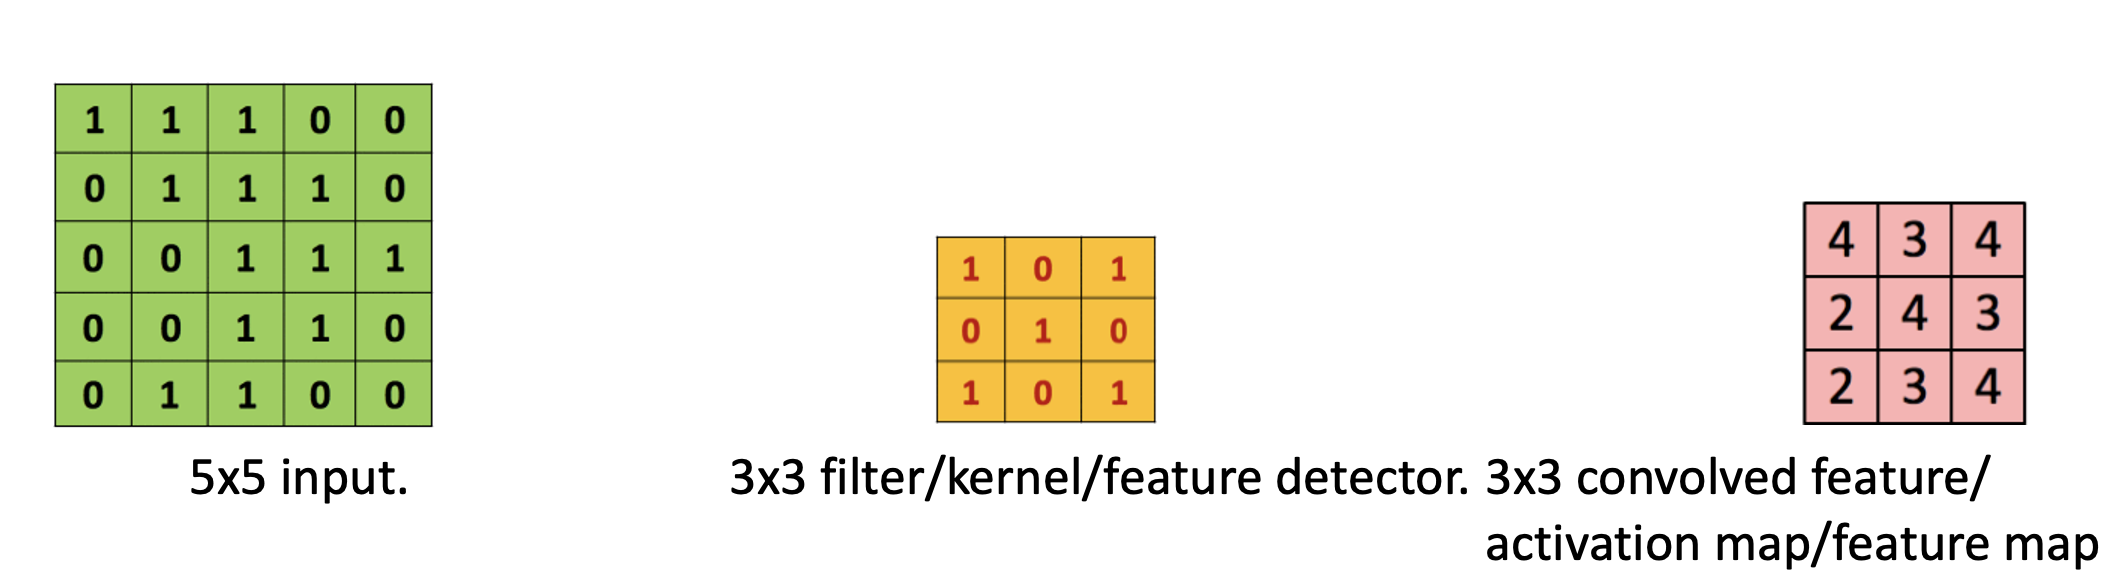 1 1 1 0 0
0 1 1 1 0
0 0 1 1 1
0 0 1 1 0
0 1 1 0 0
5x5 input.
1 0 1
0 1 0
1 0 1
3x3 filter/kernel/feature detector.
4 3 4
2 4 3
2 3 4
3x3 convolved feature/
activation map/feature map